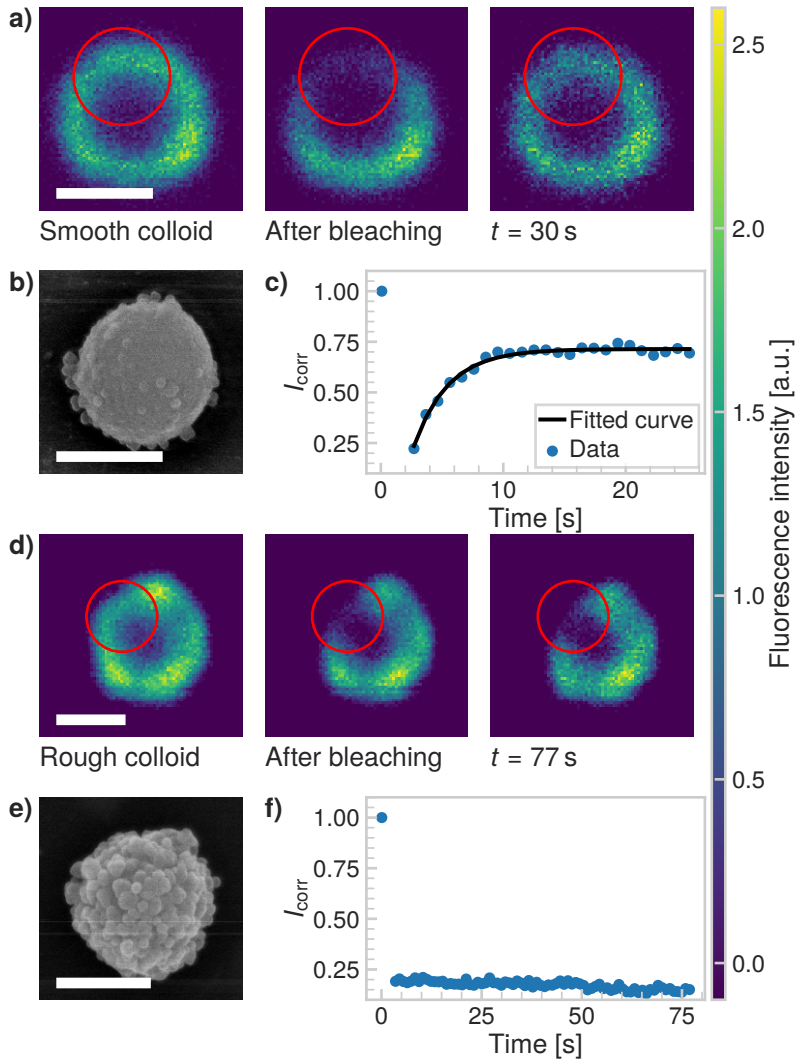 a)
Smooth colloid
After bleaching
t = 30 s
b)
c)
1.00
0.75
0.50
0.25
I_corr
Fitted curve
Data
0
10
20
Time [s]
d)
Rough colloid
After bleaching
t = 77 s
e)
f)
1.00
0.75
0.50
0.25
I_corr
0
25
50
75
Time [s]
2.5
2.0
1.5
1.0
0.5
0.0
Fluorescence intensity [a.u.]